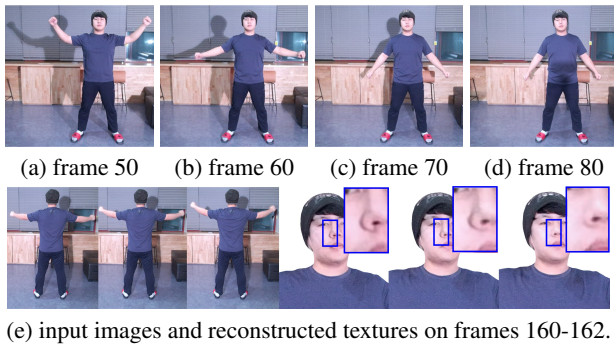 (a) frame 50 (b) frame 60 (c) frame 70 (d) frame 80
(e) input images and reconstructed textures on frames 160-162.